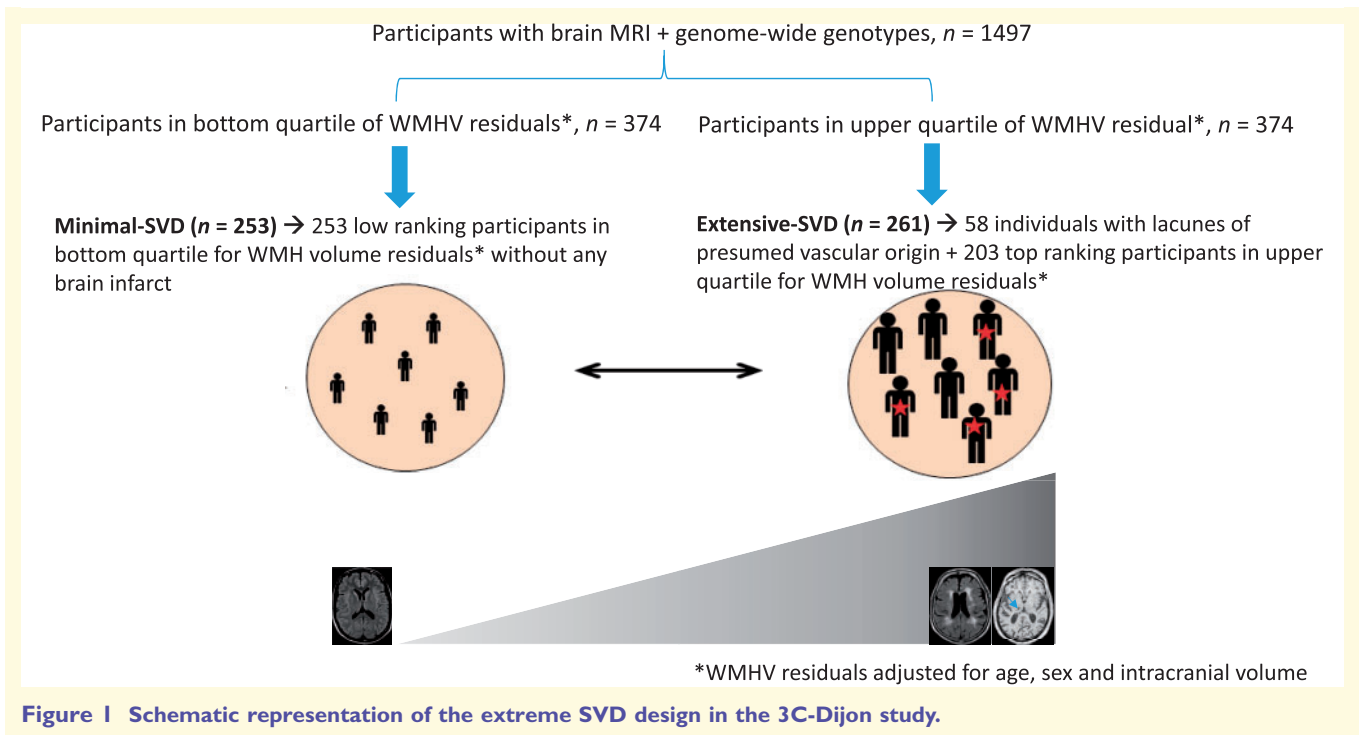 Participants with brain MRI + genome-wide genotypes, n = 1497
Participants in bottom quartile of WMHV residuals*, n = 374
Participants in upper quartile of WMHV residual*, n = 374
Minimal-SVD (n = 253) → 253 low ranking participants in
bottom quartile for WMH volume residuals* without any
brain infarct
Extensive-SVD (n = 261) → 58 individuals with lacunes of
presumed vascular origin + 203 top ranking participants in upper
quartile for WMH volume residuals*
*WMHV residuals adjusted for age, sex and intracranial volume
Figure 1 Schematic representation of the extreme SVD design in the 3C-Dijon study.